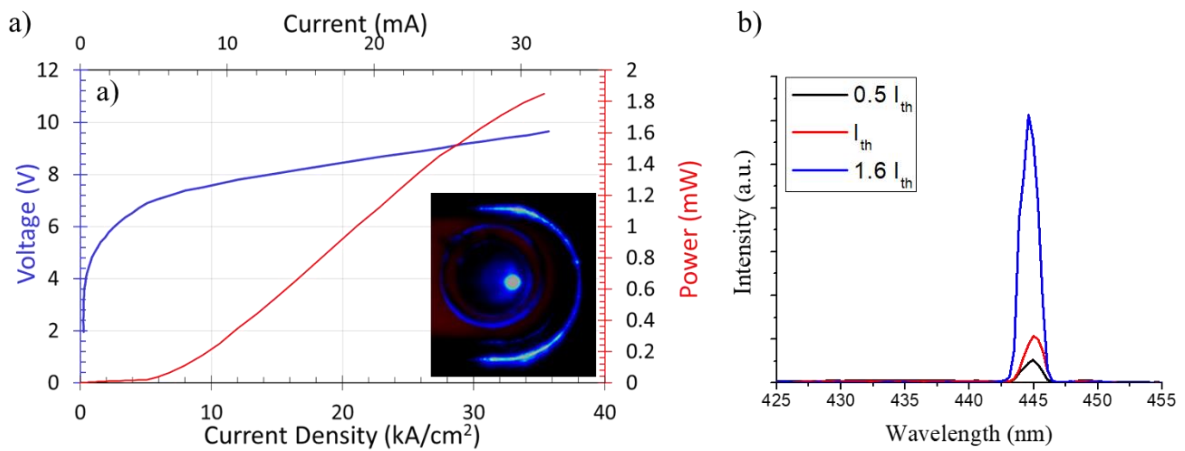 a)
Current (mA)
0 10 20 30
12 10 8 6 4 2 0
Voltage (V)
a)
2 1.8 1.6 1.4 1.2 1 0.8 0.6 0.4 0.2 0
Power (mW)
0 10 20 30 40
Current Density (kA/cm²)
b)
0.5 Iₜₕ
Iₜₕ
1.6 Iₜₕ
Intensity (a.u.)
425 430 435 440 445 450 455
Wavelength (nm)